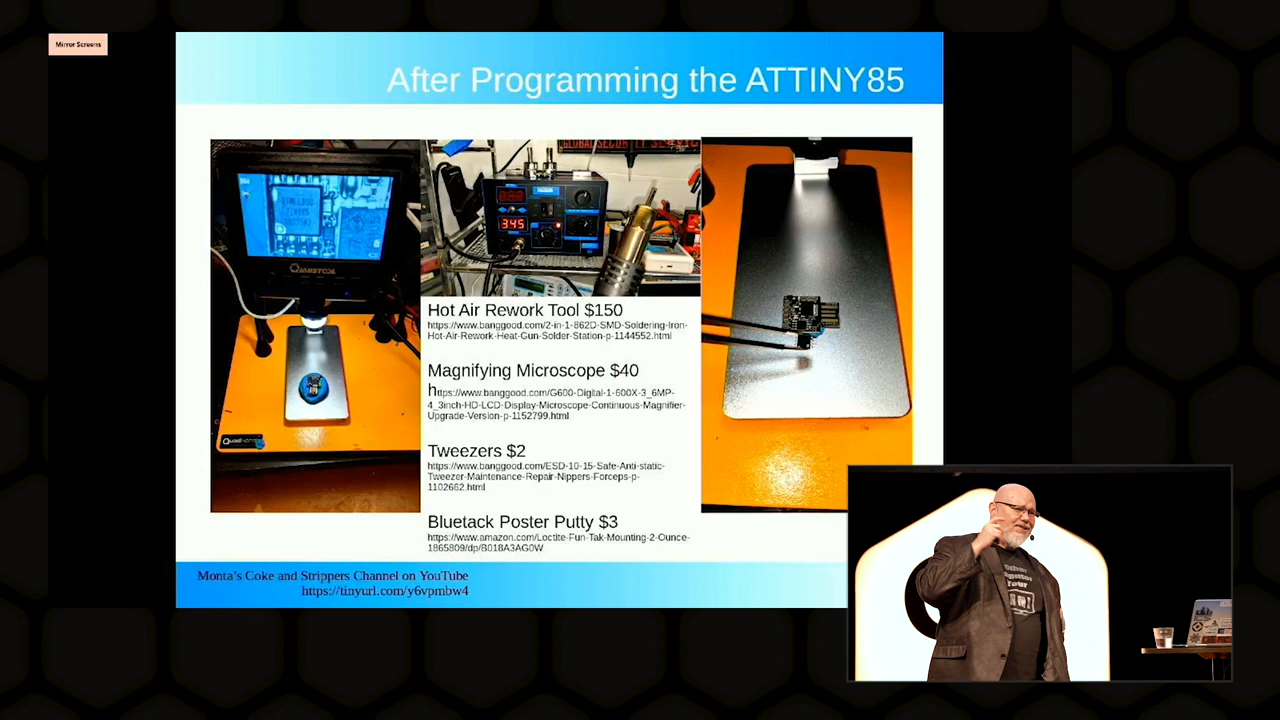 Mirror Screens
After Programming the ATTINY85
345
Hot Air Rework Tool $150
https://www.banggood.com/2-in-1-862D-SMD-Soldering-Iron-
Hot-Air-Rework-Heat-Gun-Solder-Station-p-1144552.html
Magnifying Microscope $40
https://www.banggood.com/G600-Digital-1-600X-3_6MP-
4_3inch-HD-LCD-Display-Microscope-Continuous-Magnifier-
Upgrade-Version-p-1152799.html
Tweezers $2
https://www.banggood.com/ESD-10-15-Safe-Anti-static-
Tweezer-Maintenance-Repair-Nippers-Forceps-p-
1102662.html
Bluetack Poster Putty $3
https://www.amazon.com/Loctite-Fun-Tak-Mounting-2-Ounce-
1865809/dp/B018A3AG0W
Monta's Coke and Strippers Channel on YouTube
https://tinyurl.com/y6vpmbw4